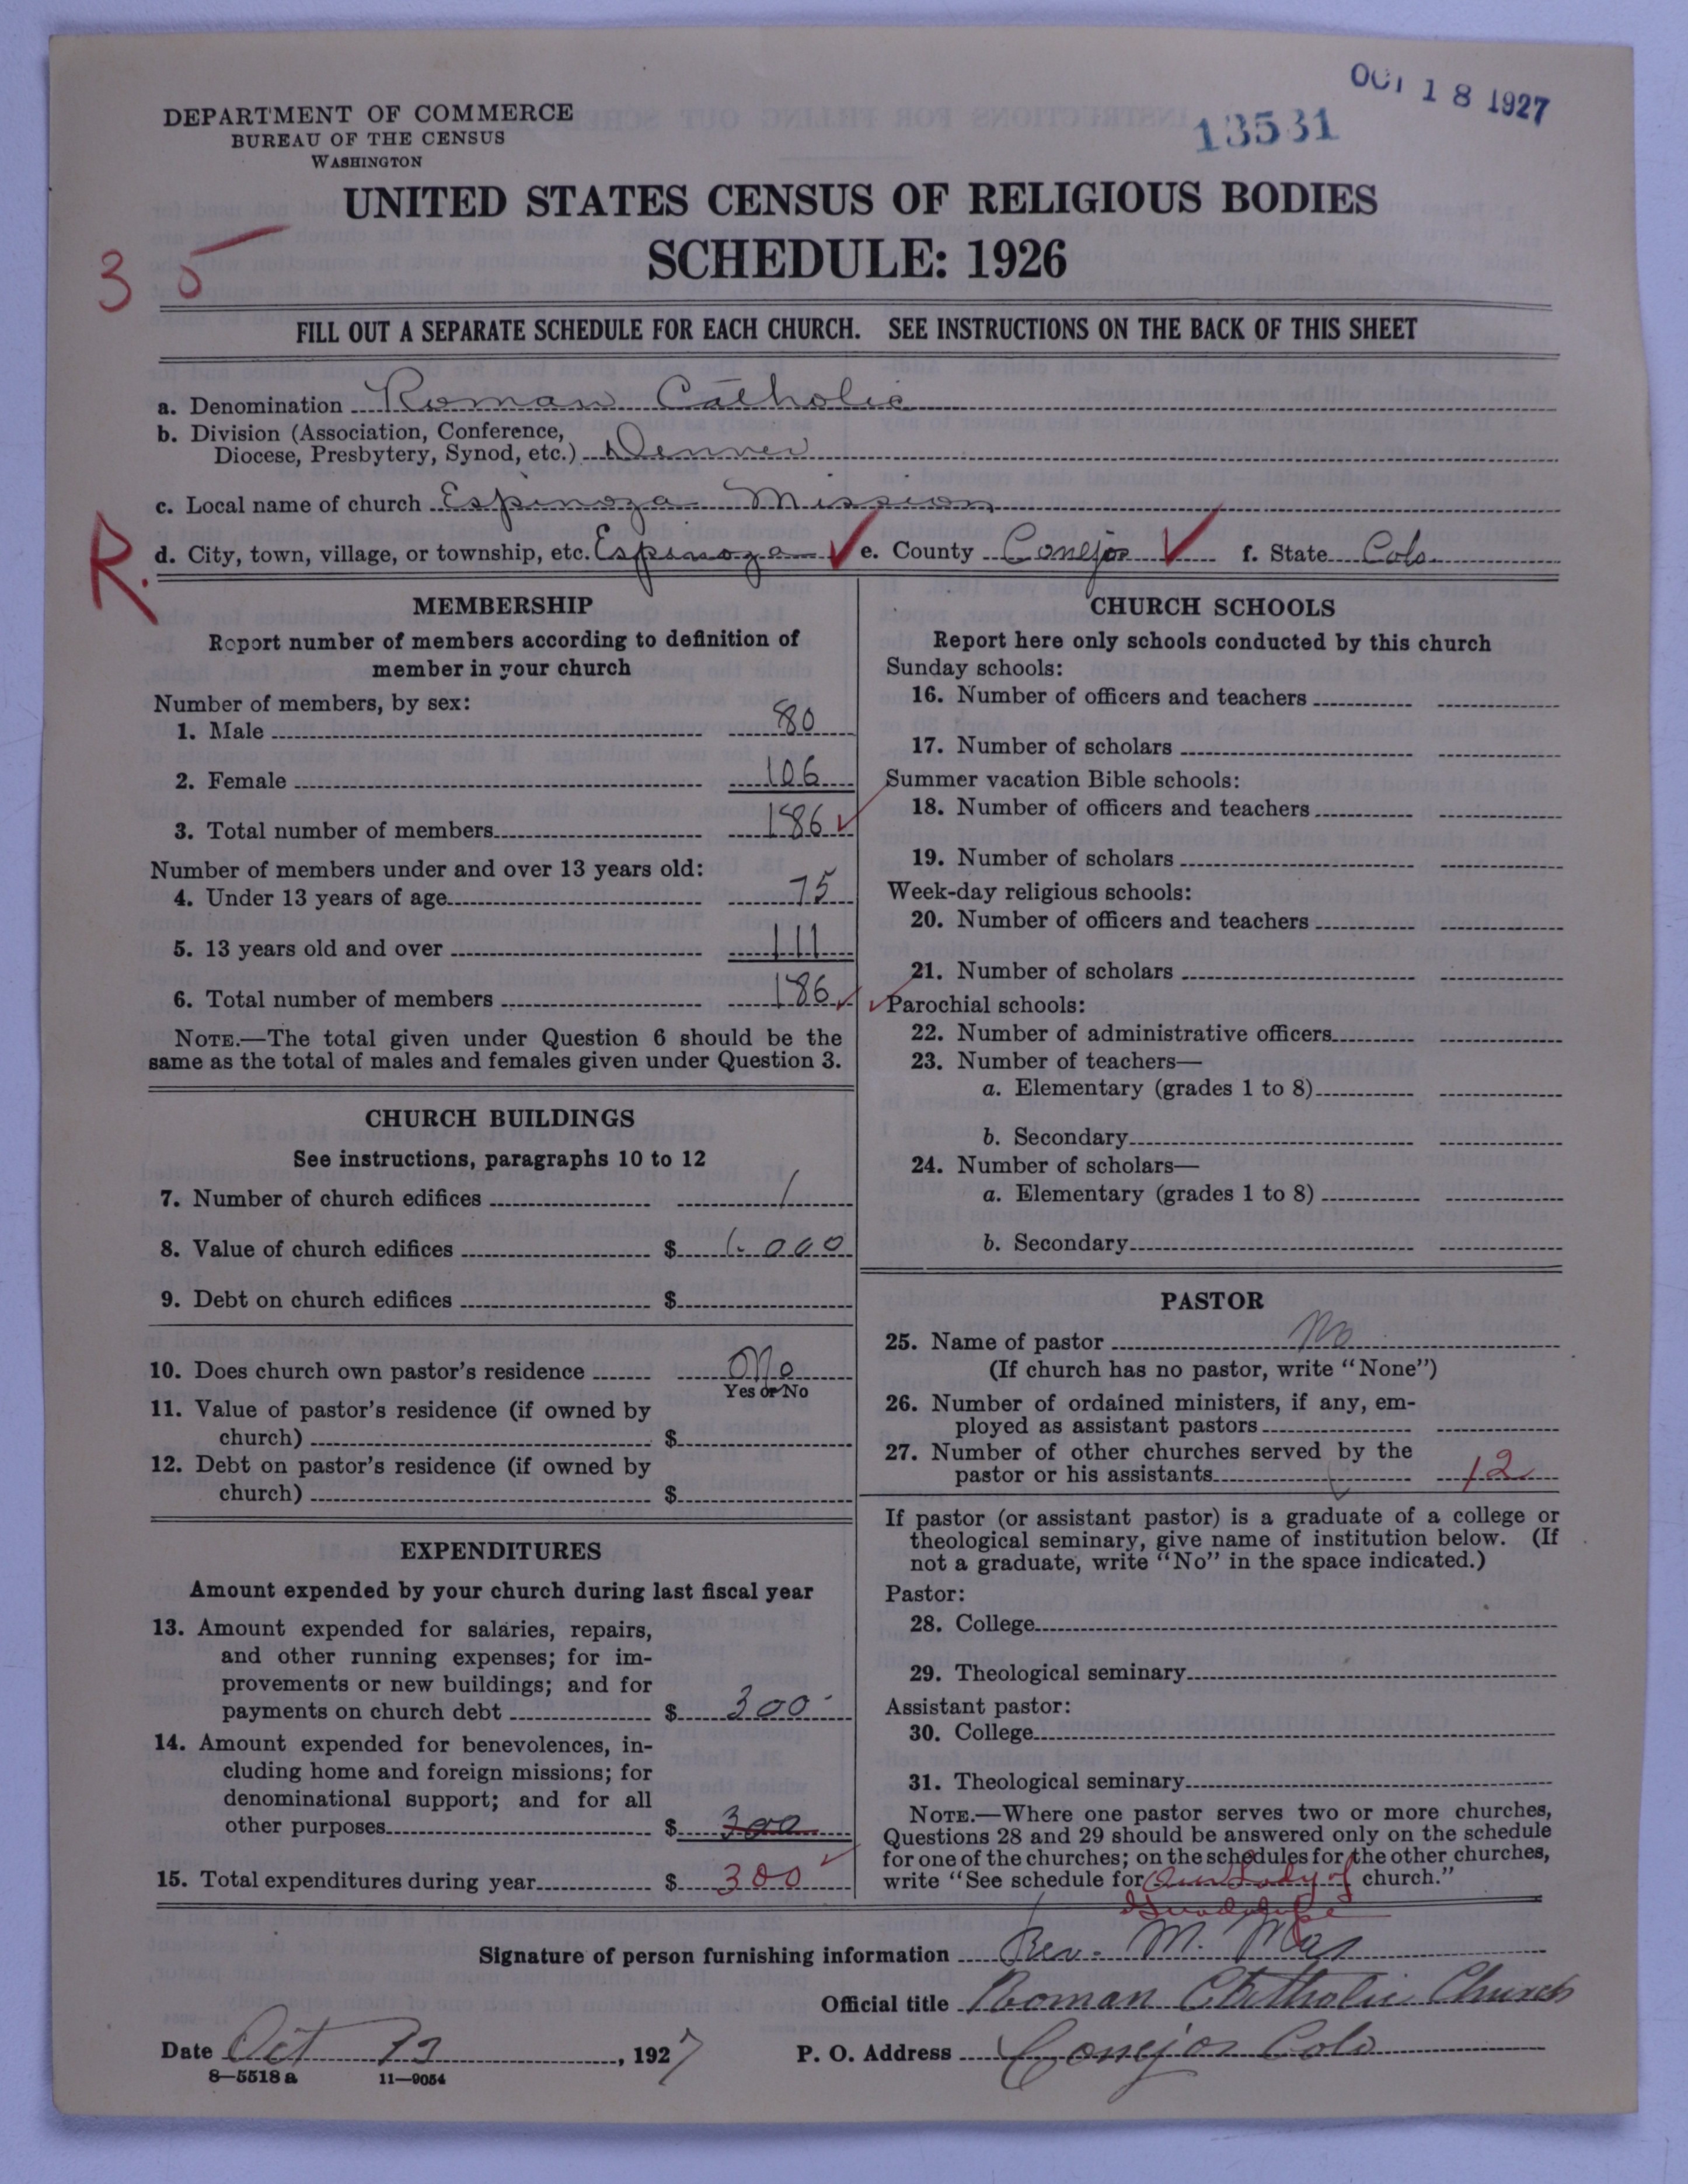 OCT 18 1927
13531
DEPARTMENT OF COMMERCE
BUREAU OF THE CENSUS
WASHINGTON
UNITED STATES CENSUS OF RELIGIOUS BODIES
SCHEDULE: 1926
35
FILL OUT A SEPARATE SCHEDULE FOR EACH CHURCH. SEE INSTRUCTIONS ON THE BACK OF THIS SHEET
a. Denomination Roman Catholic
b. Division (Association, Conference,
Diocese, Presbytery, Synod, etc.) Denver
c. Local name of church Espinoza Mission
R.
d. City, town, village, or township, etc. Espinoza e. County Conejos f. State Colo.
MEMBERSHIP
Report number of members according to definition of
member in your church
Number of members, by sex:
1. Male 80
2. Female 106
3. Total number of members 186
Number of members under and over 13 years old:
4. Under 13 years of age 75
5. 13 years old and over 111
6. Total number of members 186
NOTE.—The total given under Question 6 should be the
same as the total of males and females given under Question 3.
CHURCH BUILDINGS
See instructions, paragraphs 10 to 12
7. Number of church edifices 1
8. Value of church edifices $ 1.000
9. Debt on church edifices $
10. Does church own pastor's residence No
Yes or No
11. Value of pastor's residence (if owned by
church) $
12. Debt on pastor's residence (if owned by
church) $
EXPENDITURES
Amount expended by your church during last fiscal year
13. Amount expended for salaries, repairs,
and other running expenses; for im-
provements or new buildings; and for
payments on church debt $ 300
14. Amount expended for benevolences, in-
cluding home and foreign missions; for
denominational support; and for all
other purposes $ 300
15. Total expenditures during year $ 300
CHURCH SCHOOLS
Report here only schools conducted by this church
Sunday schools:
16. Number of officers and teachers
17. Number of scholars
Summer vacation Bible schools:
18. Number of officers and teachers
19. Number of scholars
Week-day religious schools:
20. Number of officers and teachers
21. Number of scholars
Parochial schools:
22. Number of administrative officers
23. Number of teachers—
a. Elementary (grades 1 to 8)
b. Secondary
24. Number of scholars—
a. Elementary (grades 1 to 8)
b. Secondary
PASTOR
25. Name of pastor No
(If church has no pastor, write "None")
26. Number of ordained ministers, if any, em-
ployed as assistant pastors
27. Number of other churches served by the
pastor or his assistants 12
If pastor (or assistant pastor) is a graduate of a college or
theological seminary, give name of institution below. (If
not a graduate, write "No" in the space indicated.)
Pastor:
28. College
29. Theological seminary
Assistant pastor:
30. College
31. Theological seminary
NOTE.—Where one pastor serves two or more churches,
Questions 28 and 29 should be answered only on the schedule
for one of the churches; on the schedules for the other churches,
write "See schedule for Our Lady of church."
Guadalupe
Signature of person furnishing information Rev. M. Mas
Official title Roman Catholic Church
Date Oct 13, 1927 P. O. Address Conejos Colo
8—5518 a 11—9054